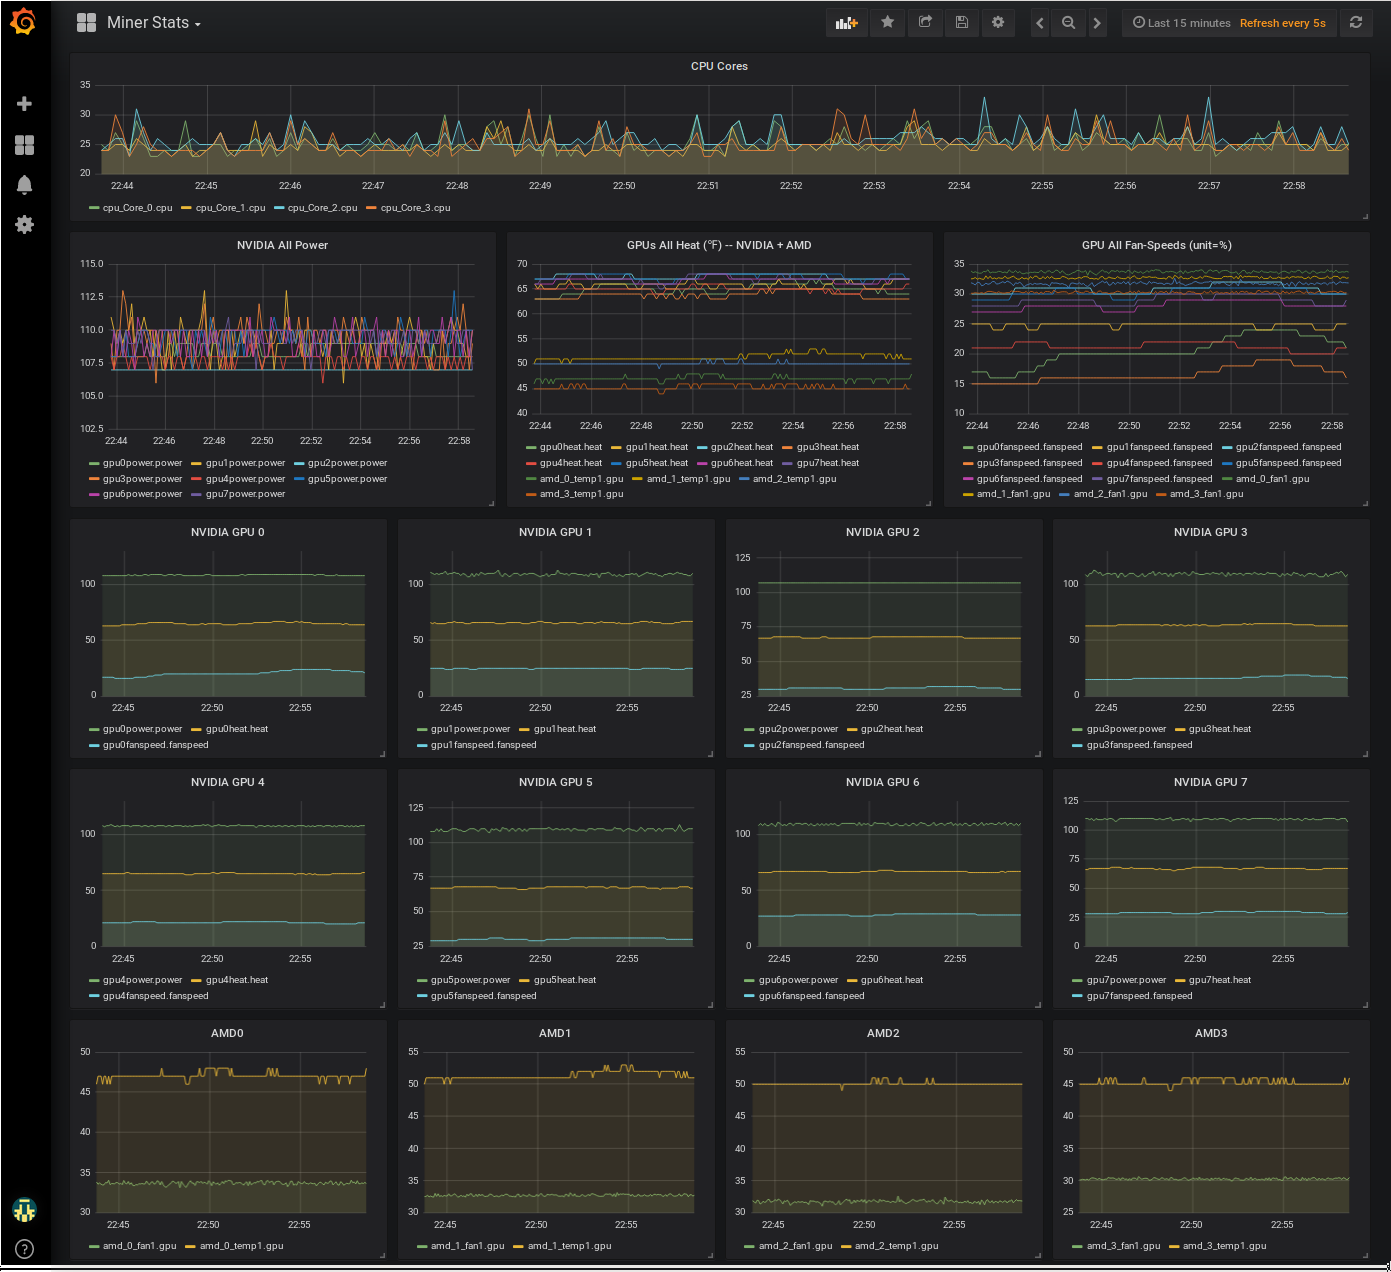 Miner Stats
Last 15 minutes Refresh every 5s
CPU Cores
35
30
25
20
22:44 22:45 22:46 22:47 22:48 22:49 22:50 22:51 22:52 22:53 22:54 22:55 22:56 22:57 22:58
cpu_Core_0.cpu cpu_Core_1.cpu cpu_Core_2.cpu cpu_Core_3.cpu
NVIDIA All Power
115.0
112.5
110.0
107.5
105.0
102.5
22:44 22:46 22:48 22:50 22:52 22:54 22:56 22:58
gpu0power.power gpu1power.power gpu2power.power
gpu3power.power gpu4power.power gpu5power.power
gpu6power.power gpu7power.power
GPUs All Heat (°F) -- NVIDIA + AMD
70
65
60
55
50
45
40
22:44 22:46 22:48 22:50 22:52 22:54 22:56 22:58
gpu0heat.heat gpu1heat.heat gpu2heat.heat gpu3heat.heat
gpu4heat.heat gpu5heat.heat gpu6heat.heat gpu7heat.heat
amd_0_temp1.gpu amd_1_temp1.gpu amd_2_temp1.gpu
amd_3_temp1.gpu
GPU All Fan-Speeds (unit=%)
35
30
25
20
15
10
22:44 22:46 22:48 22:50 22:52 22:54 22:56 22:58
gpu0fanspeed.fanspeed gpu1fanspeed.fanspeed gpu2fanspeed.fanspeed
gpu3fanspeed.fanspeed gpu4fanspeed.fanspeed gpu5fanspeed.fanspeed
gpu6fanspeed.fanspeed gpu7fanspeed.fanspeed amd_0_fan1.gpu
amd_1_fan1.gpu amd_2_fan1.gpu amd_3_fan1.gpu
NVIDIA GPU 0
100
50
0
22:45 22:50 22:55
gpu0power.power gpu0heat.heat
gpu0fanspeed.fanspeed
NVIDIA GPU 1
100
50
0
22:45 22:50 22:55
gpu1power.power gpu1heat.heat
gpu1fanspeed.fanspeed
NVIDIA GPU 2
125
100
75
50
25
22:45 22:50 22:55
gpu2power.power gpu2heat.heat
gpu2fanspeed.fanspeed
NVIDIA GPU 3
100
50
0
22:45 22:50 22:55
gpu3power.power gpu3heat.heat
gpu3fanspeed.fanspeed
NVIDIA GPU 4
100
50
0
22:45 22:50 22:55
gpu4power.power gpu4heat.heat
gpu4fanspeed.fanspeed
NVIDIA GPU 5
125
100
75
50
25
22:45 22:50 22:55
gpu5power.power gpu5heat.heat
gpu5fanspeed.fanspeed
NVIDIA GPU 6
100
50
0
22:45 22:50 22:55
gpu6power.power gpu6heat.heat
gpu6fanspeed.fanspeed
NVIDIA GPU 7
125
100
75
50
25
0
22:45 22:50 22:55
gpu7power.power gpu7heat.heat
gpu7fanspeed.fanspeed
AMD0
50
45
40
35
30
22:45 22:50 22:55
amd_0_fan1.gpu amd_0_temp1.gpu
AMD1
55
50
45
40
35
30
22:45 22:50 22:55
amd_1_fan1.gpu amd_1_temp1.gpu
AMD2
55
50
45
40
35
30
22:45 22:50 22:55
amd_2_fan1.gpu amd_2_temp1.gpu
AMD3
50
45
40
35
30
25
22:45 22:50 22:55
amd_3_fan1.gpu amd_3_temp1.gpu